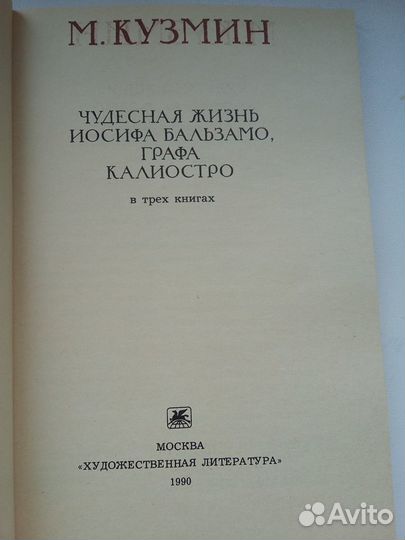 М. КУЗМИН
ЧУДЕСНАЯ ЖИЗНЬ
ИОСИФА БАЛЬЗАМО,
ГРАФА
КАЛИОСТРО
в трех книгах
МОСКВА
«ХУДОЖЕСТВЕННАЯ ЛИТЕРАТУРА»
1990
Avito